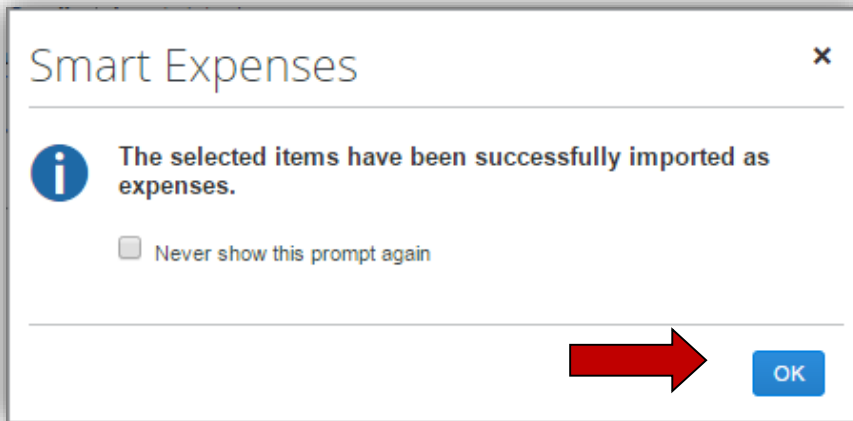 Smart Expenses
×
The selected items have been successfully imported as
expenses.
Never show this prompt again
OK